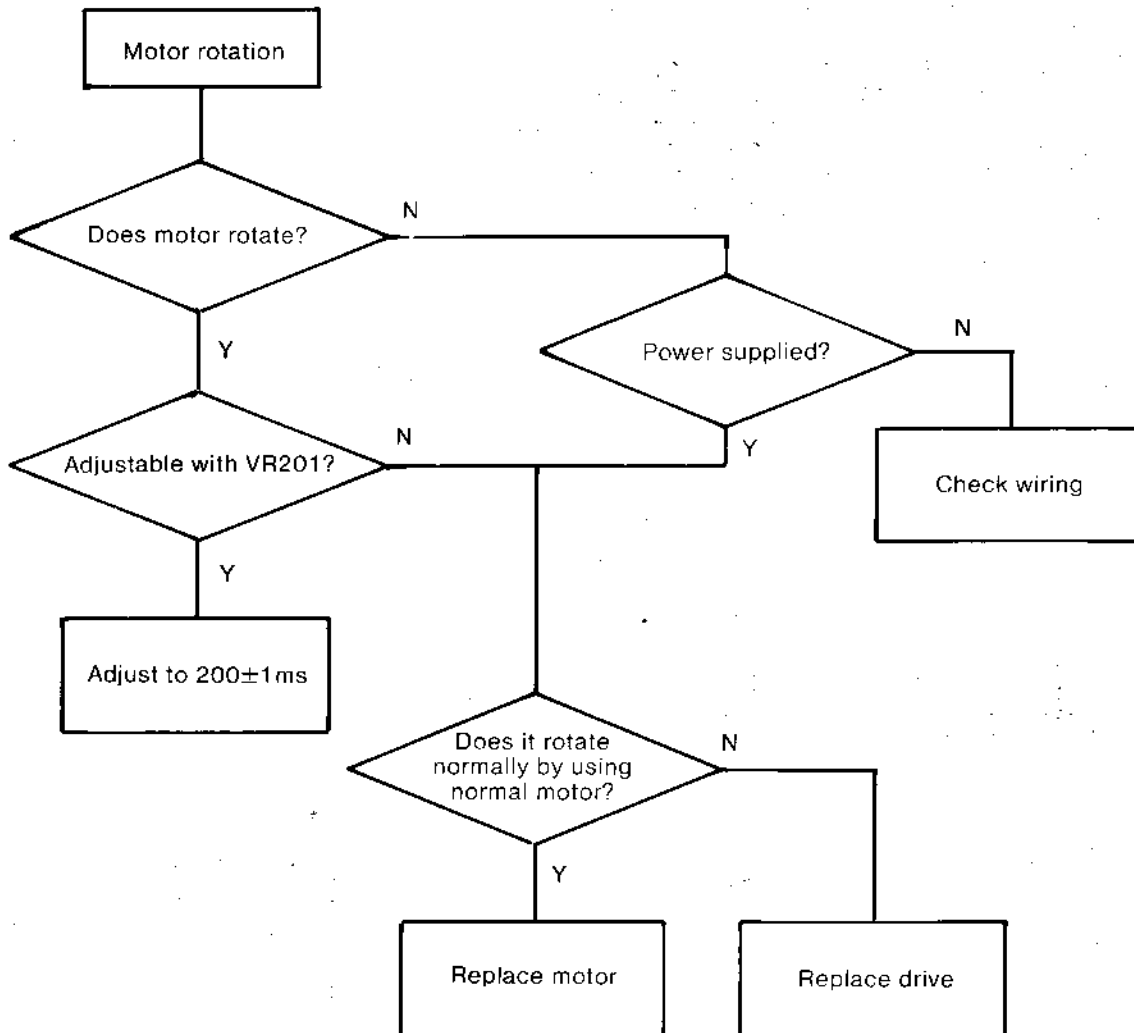 Motor rotation
Does motor rotate?
N
Y
Power supplied?
N
Y
Adjustable with VR201?
N
Y
Check wiring
Adjust to 200±1ms
Does it rotate
normally by using
normal motor?
N
Y
Replace motor
Replace drive